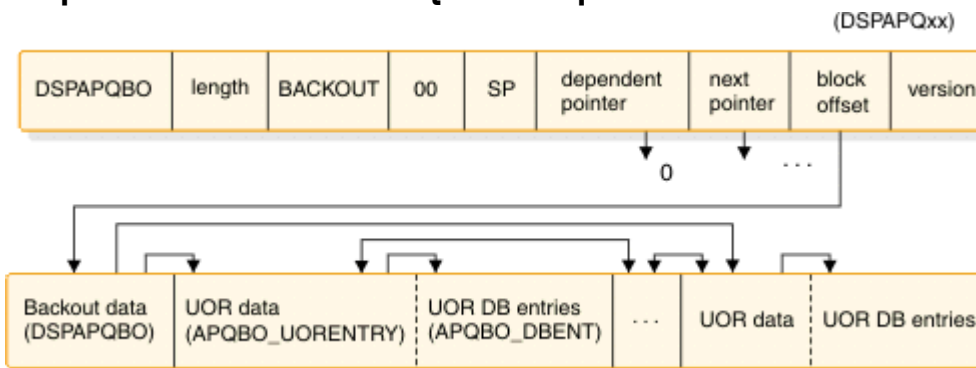 (DSPAPQxx)
DSPAPQBO length BACKOUT 00 SP dependent pointer next pointer block offset version
0 . . .
Backout data (DSPAPQBO) UOR data (APQBO_UORENTRY) UOR DB entries (APQBO_DBENT) . . . UOR data UOR DB entries